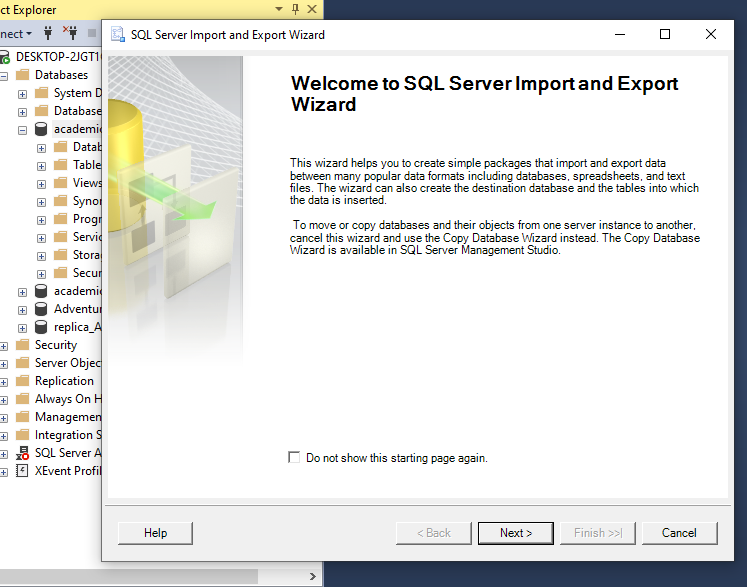 ct Explorer
nnect
SQL Server Import and Export Wizard
DESKTOP-2JGT1
Databases
System D
Database
academic
Datab
Table
Views
Synon
Progr
Servic
Stora
Secur
academic
Adventur
replica_A
Security
Server Objec
Replication
Always On H
Managemen
Integration S
SQL Server A
XEvent Profil
Welcome to SQL Server Import and Export
Wizard
This wizard helps you to create simple packages that import and export data
between many popular data formats including databases, spreadsheets, and text
files. The wizard can also create the destination database and the tables into which
the data is inserted.
To move or copy databases and their objects from one server instance to another,
cancel this wizard and use the Copy Database Wizard instead. The Copy Database
Wizard is available in SQL Server Management Studio.
Do not show this starting page again.
Help
< Back
Next >
Finish >>|
Cancel